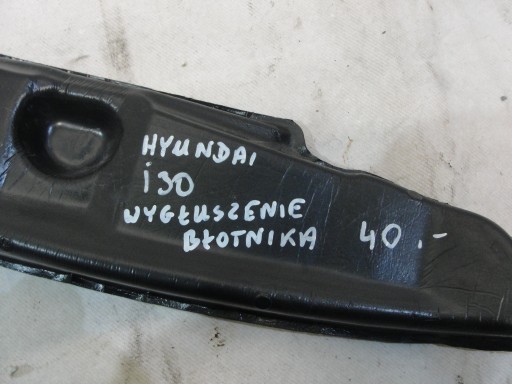 HYUNDAI
i30
WYGŁUSZENIE
BŁOTNIKA 40.-